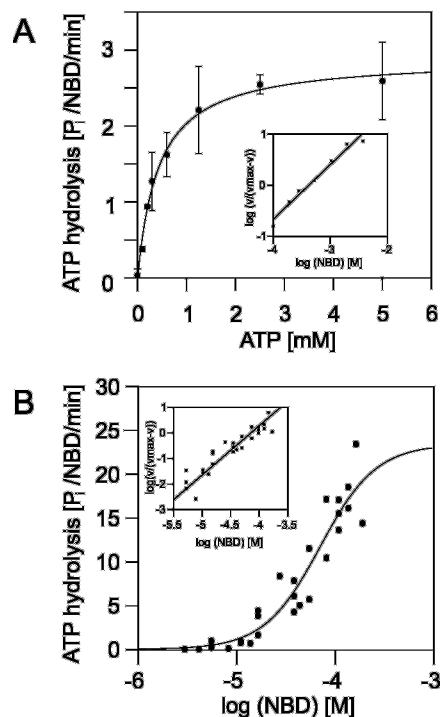 A
ATP hydrolysis [Pi /NBD/min]
3
2
1
0
0 1 2 3 4 5 6
ATP [mM]
log (v/(vmax-v))
1
0
-1
-4 -3 -2
log (NBD) [M]
B
ATP hydrolysis [Pi /NBD/min]
30
25
20
15
10
5
0
-6 -5 -4 -3
log (NBD) [M]
log(v/(vmax-v))
1
0
-1
-2
-3
-4
-5.5 -5 -4.5 -4 -3.5
log (NBD) [M]